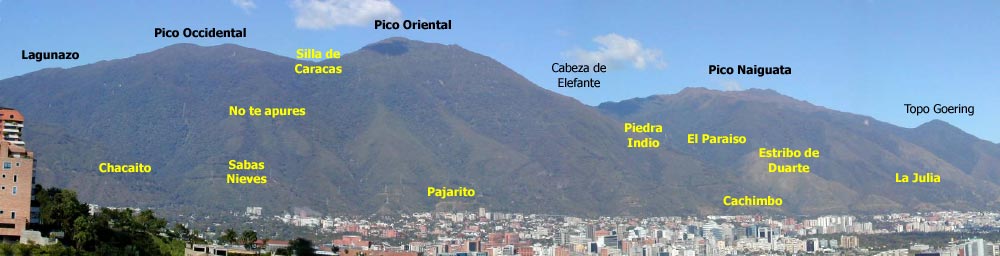 Pico Oriental
Pico Occidental
Lagunazo
Silla de
Caracas
Cabeza de
Elefante
Pico Naiguata
No te apures
Topo Goering
Piedra
Indio
El Paraiso
Estribo de
Duarte
Chacaito
Sabas
Nieves
La Julia
Pajarito
Cachimbo